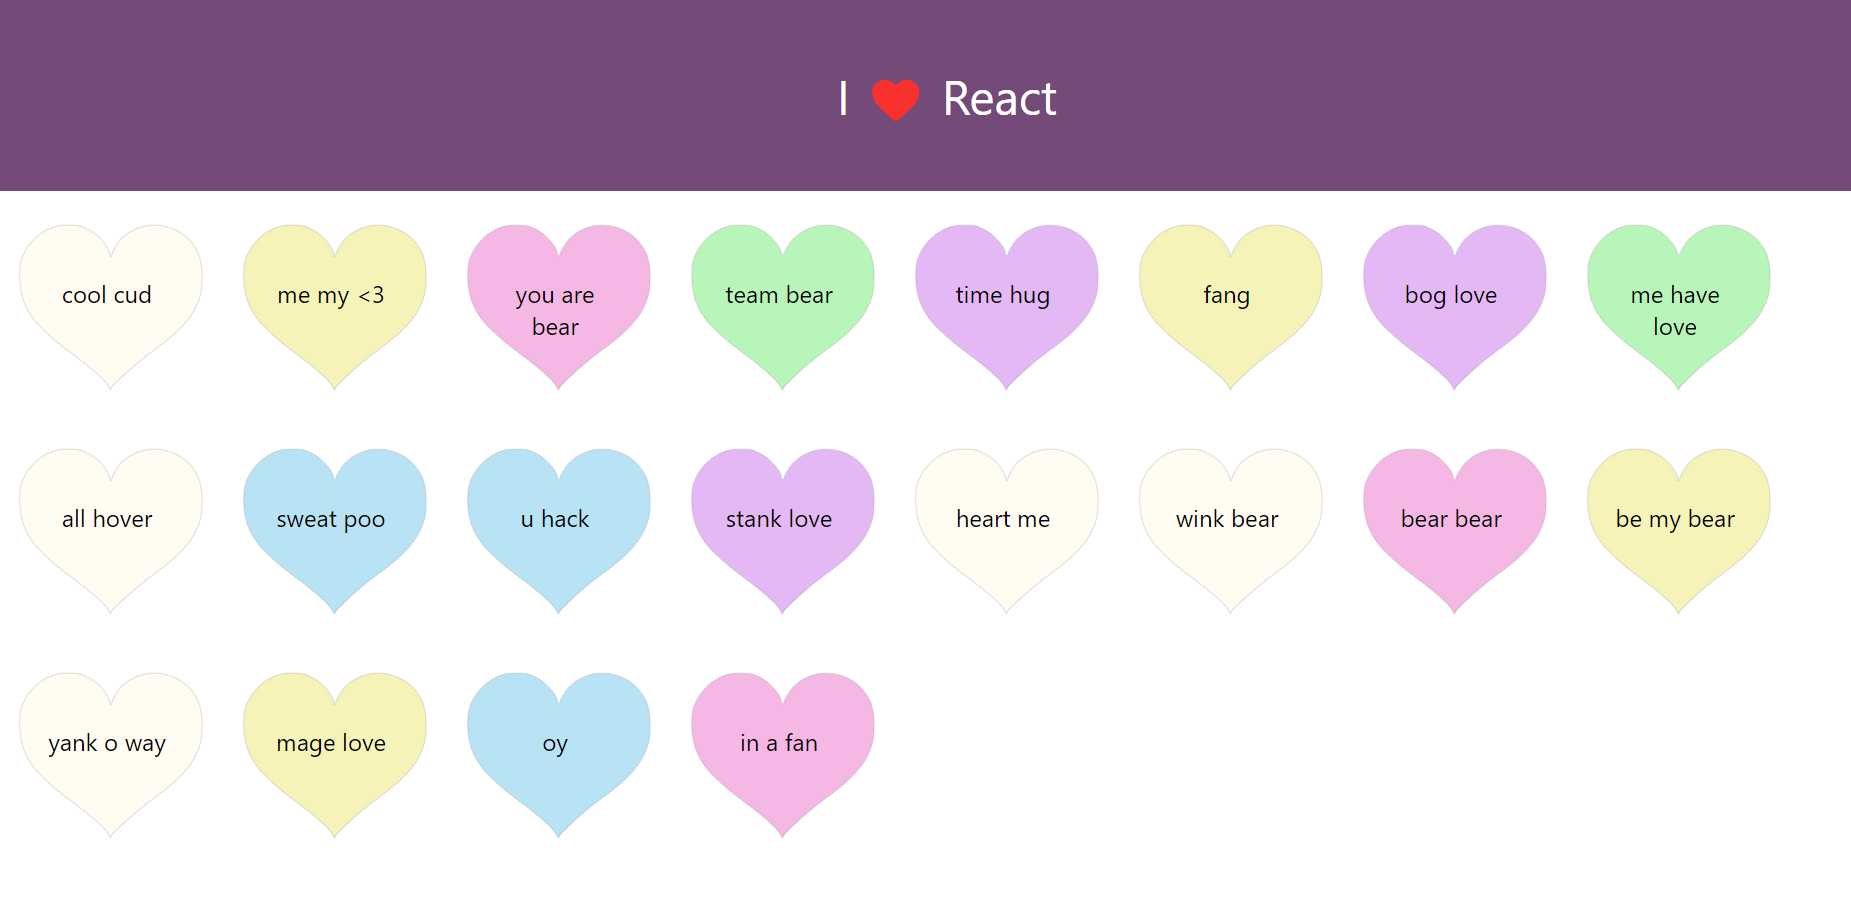 I ❤ React
cool cud
me my <3
you are
bear
team bear
time hug
fang
bog love
me have
love
all hover
sweat poo
u hack
stank love
heart me
wink bear
bear bear
be my bear
yank o way
mage love
oy
in a fan